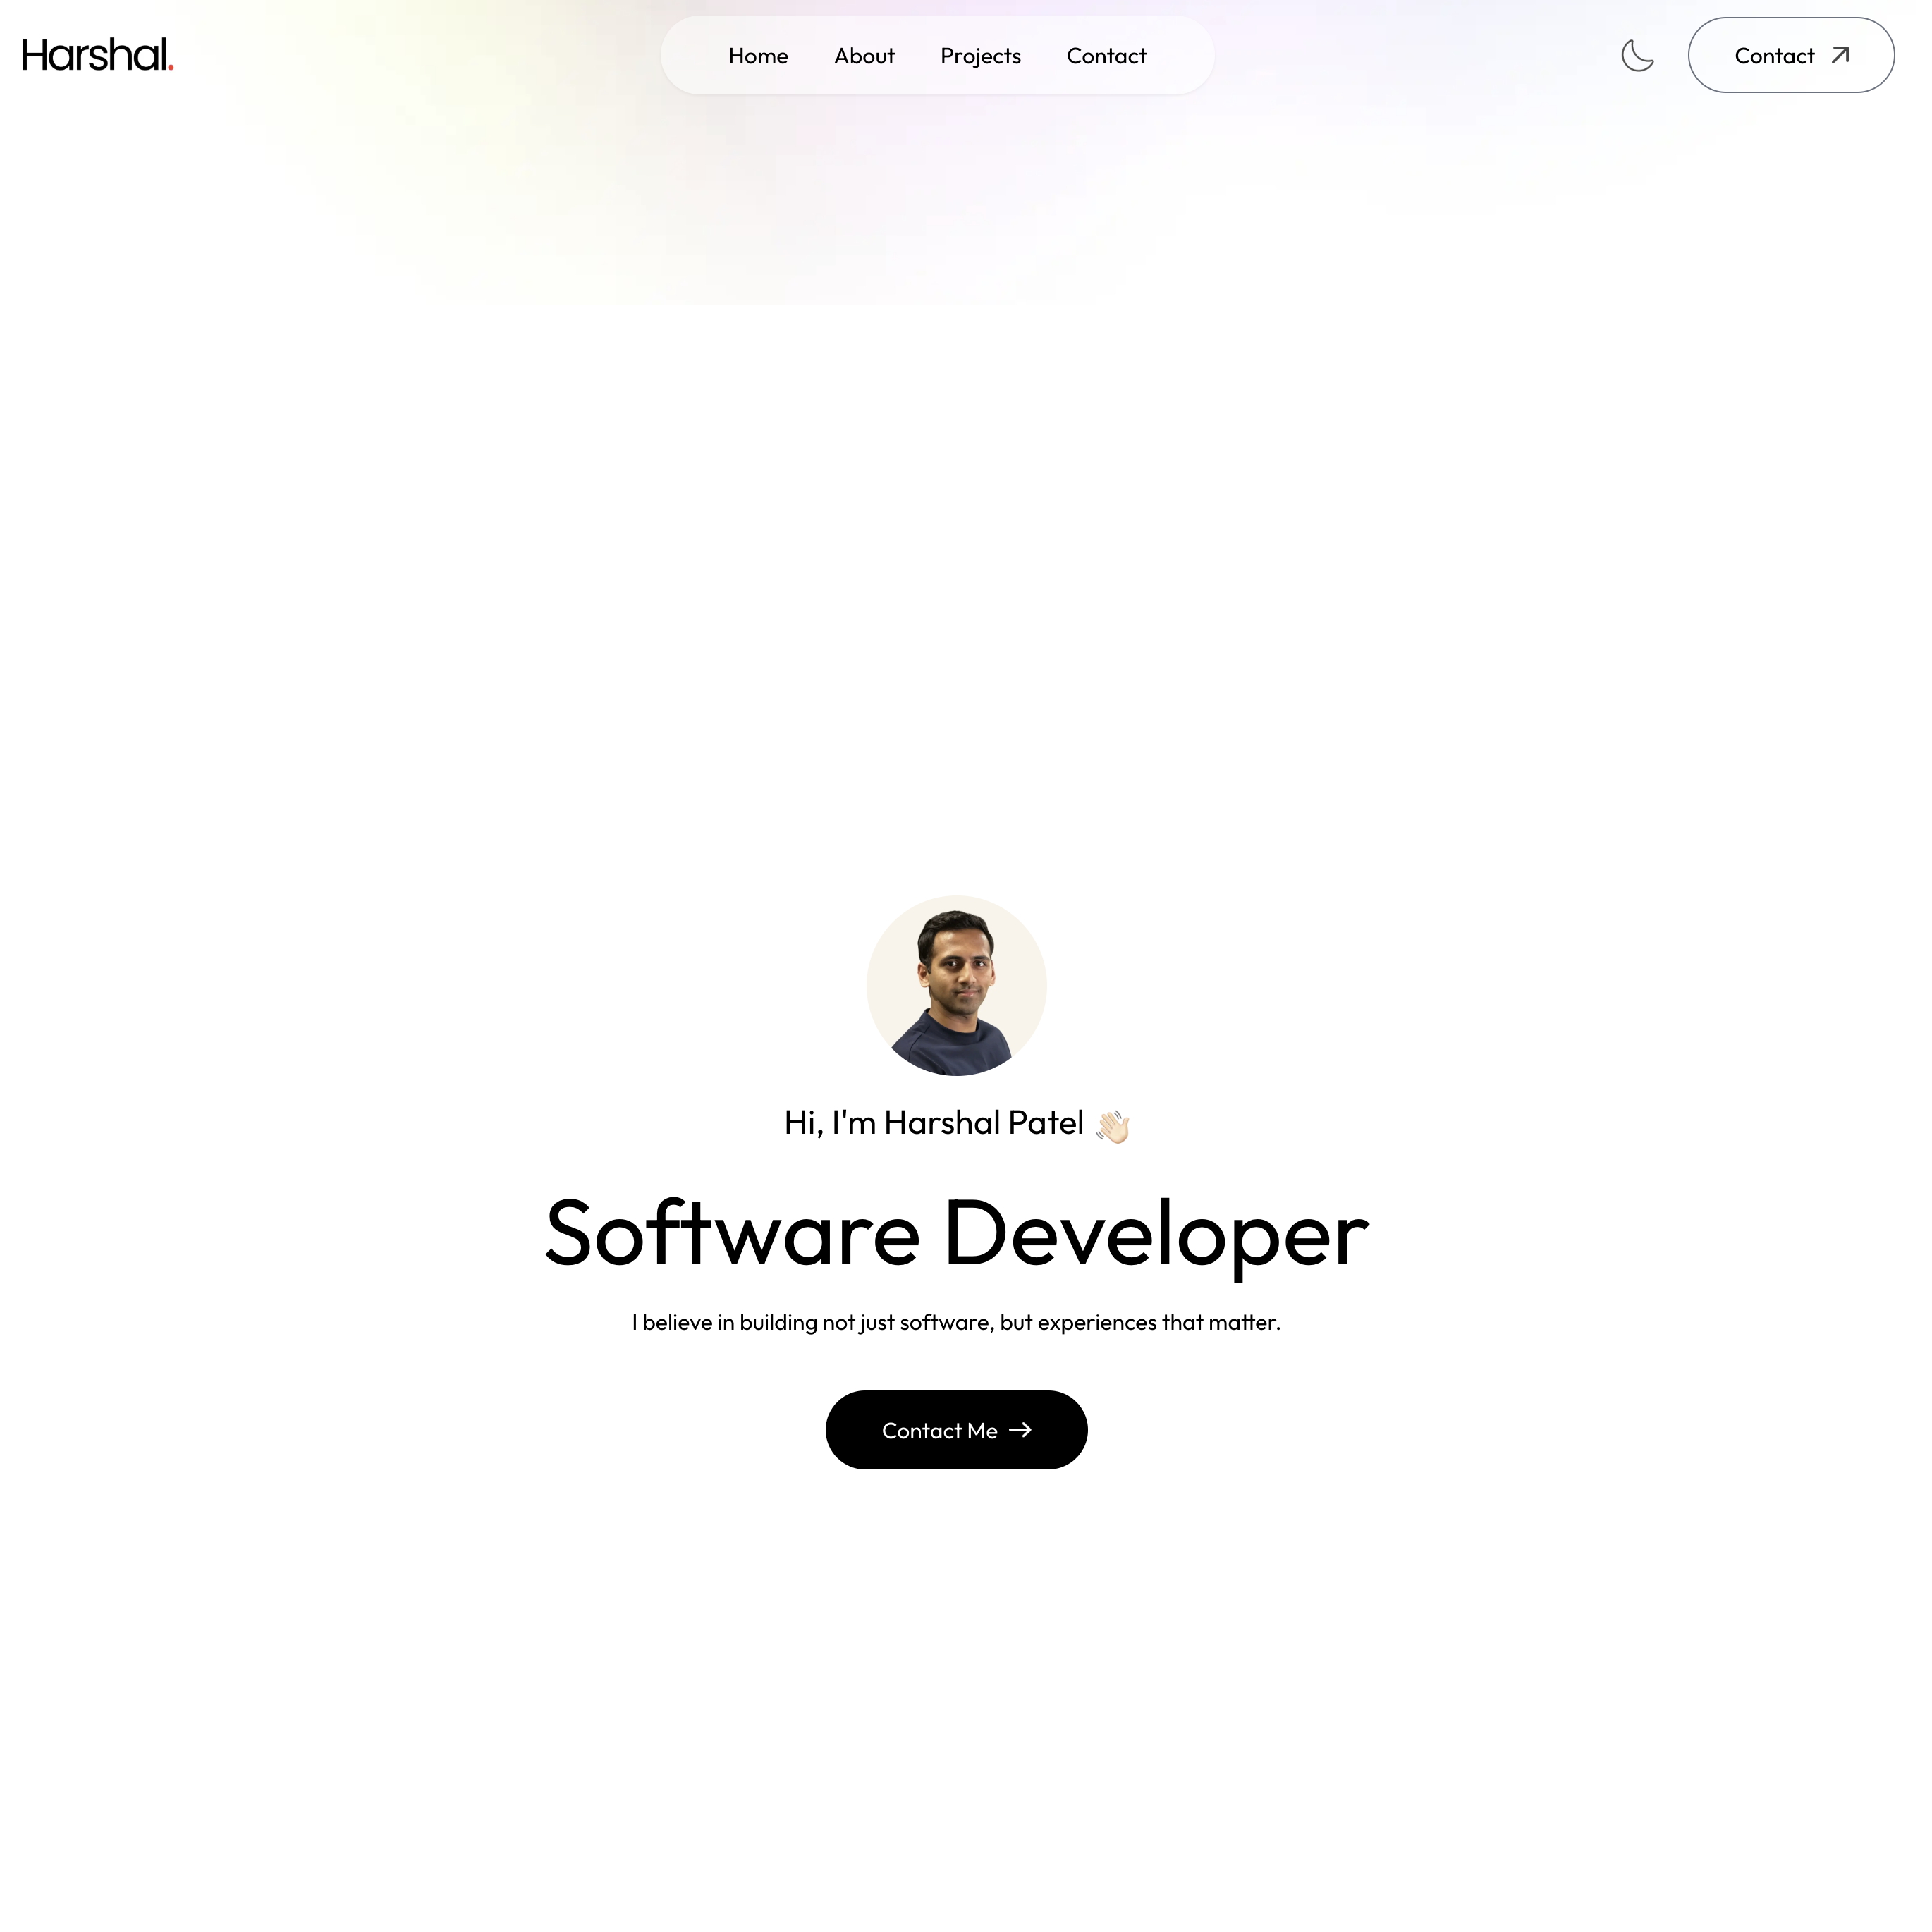 Harshal.
Home About Projects Contact
Contact
Hi, I'm Harshal Patel 👋🏻
Software Developer
I believe in building not just software, but experiences that matter.
Contact Me